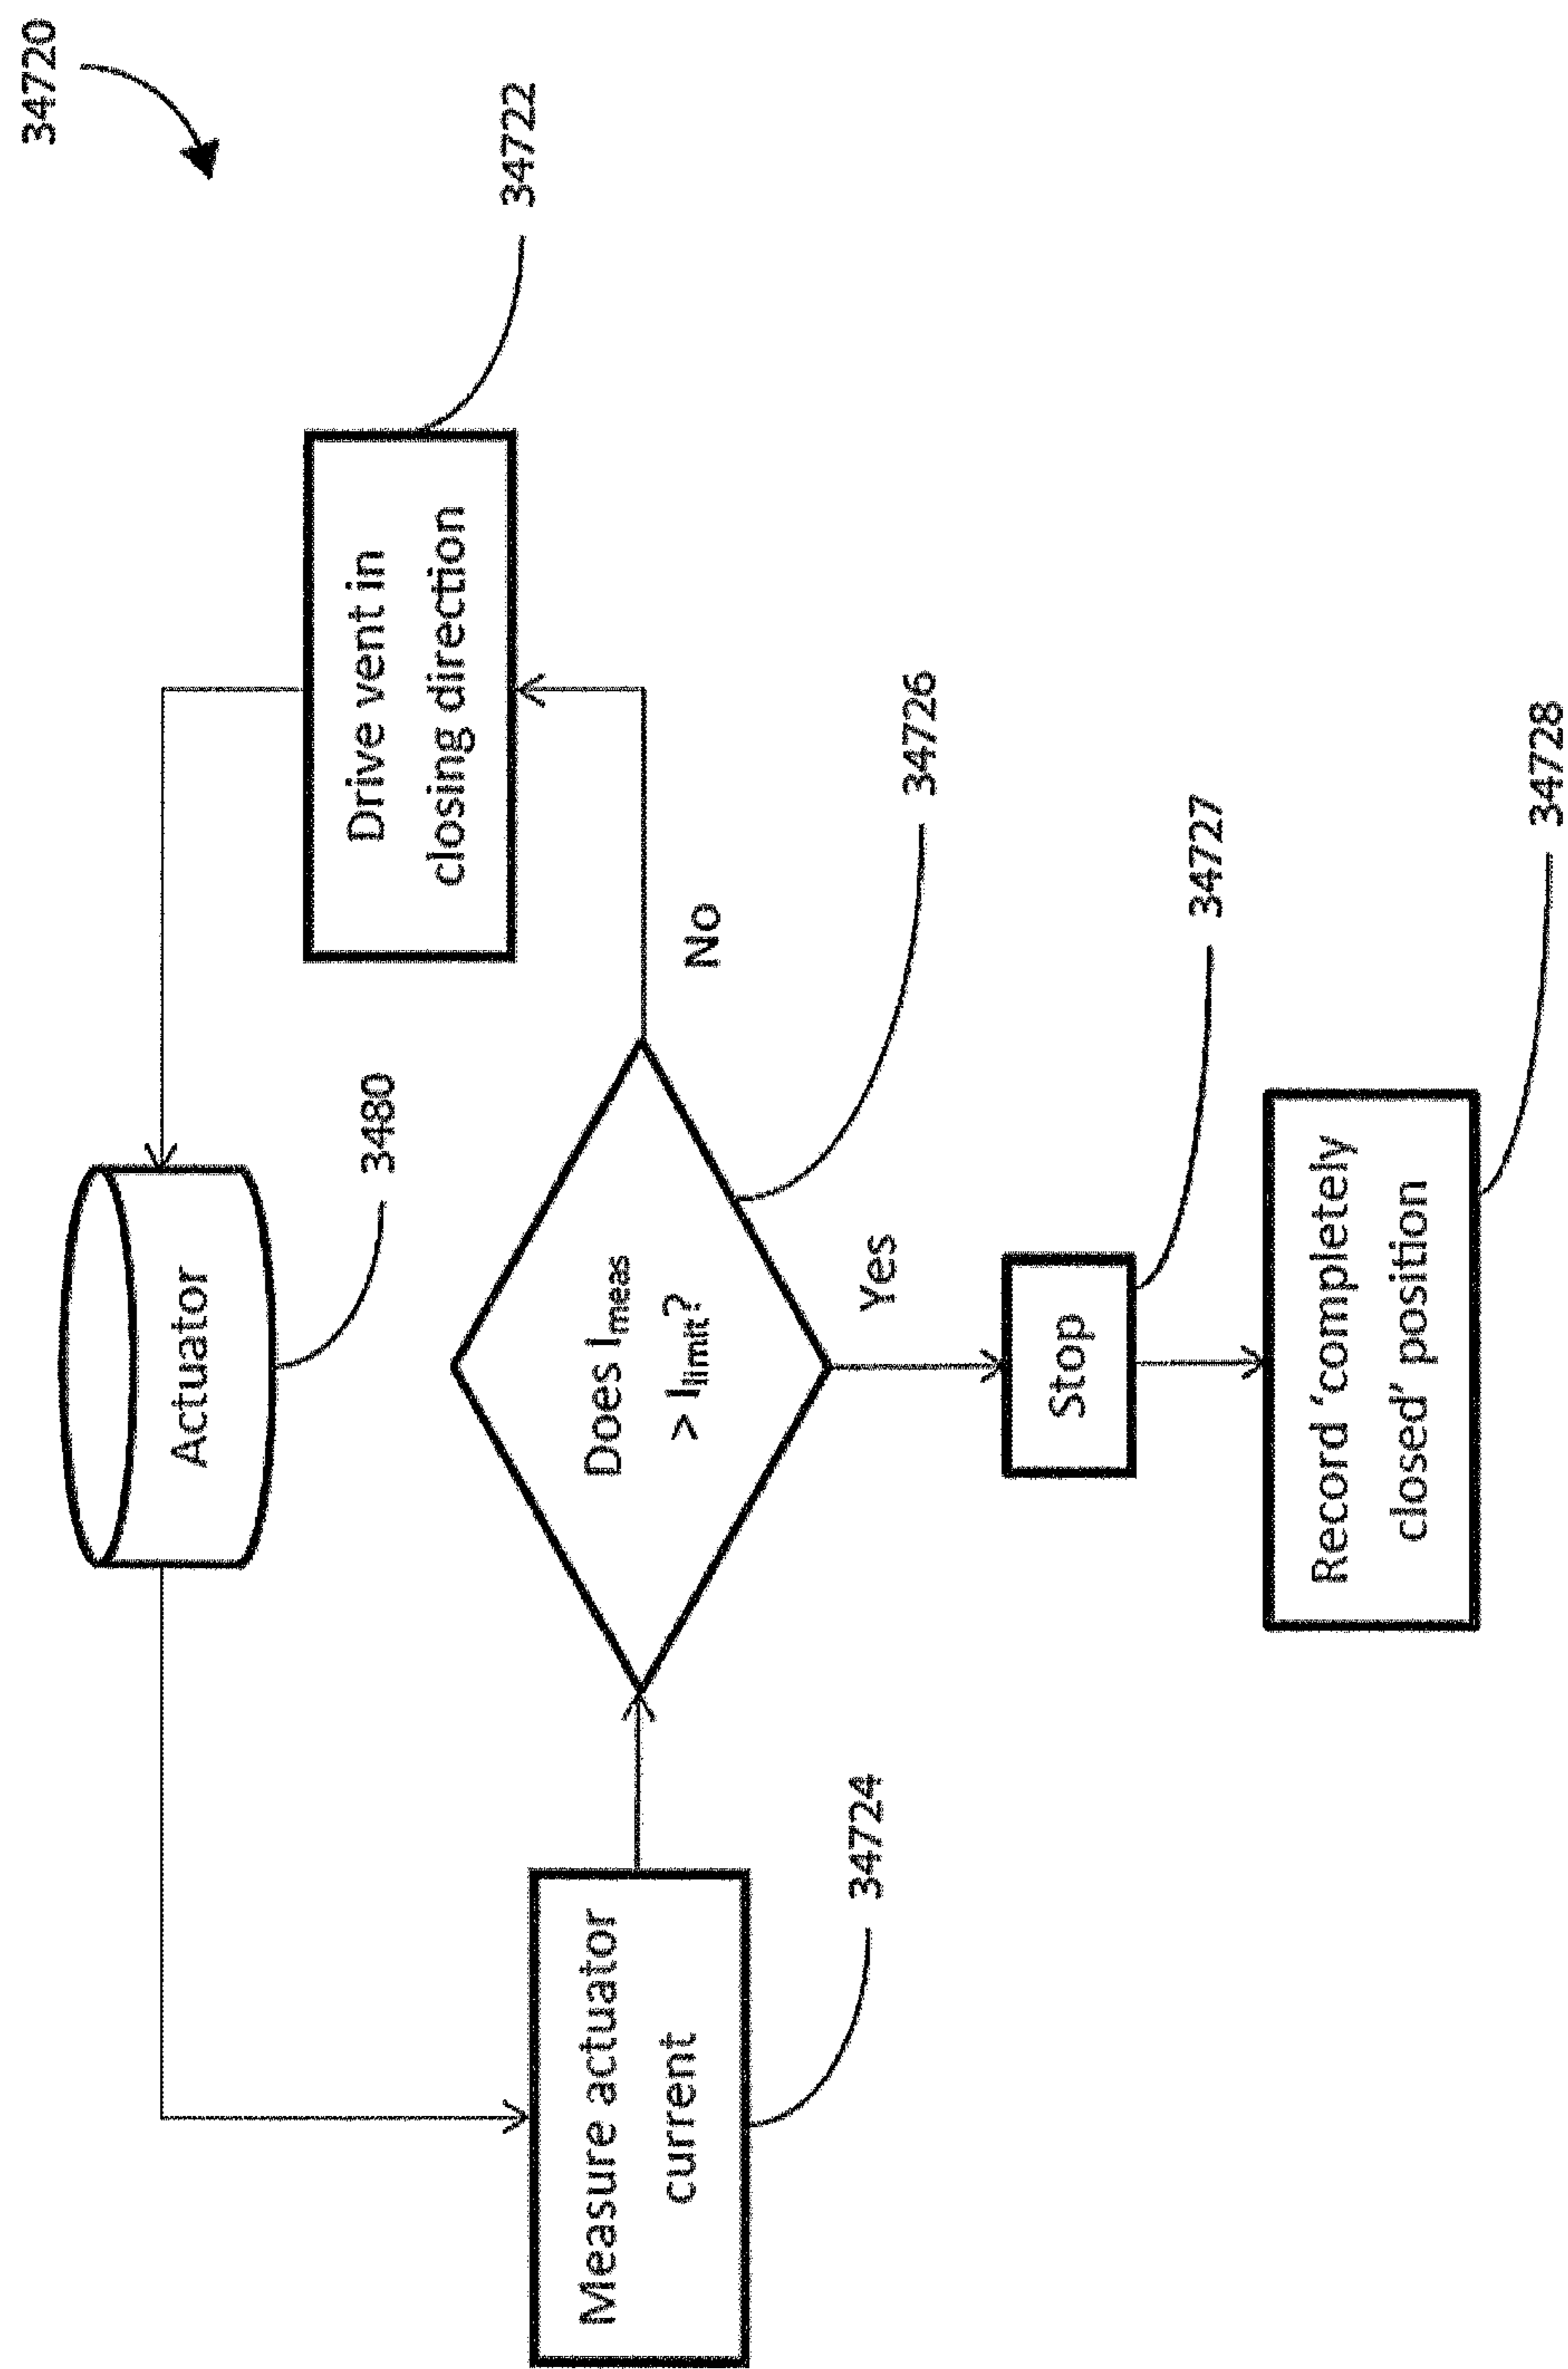 34720
Actuator
3480
Drive vent in
closing direction
34722
Measure actuator
current
34724
Does Imeas
> Ilimit?
No
34726
Yes
Stop
34727
Record ‘completely
closed’ position
34728